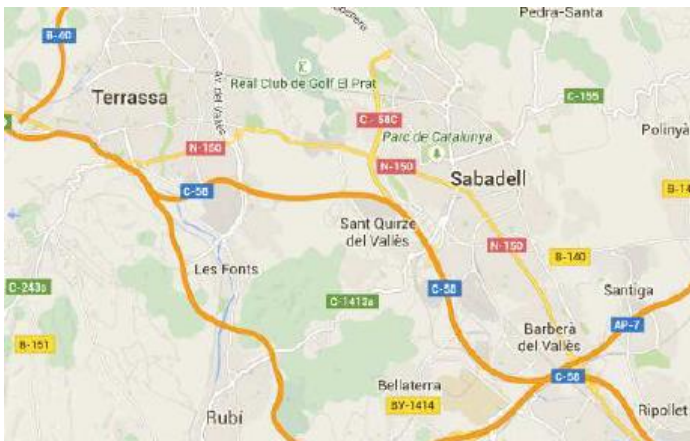 Pedra-Santa
B-40
Real Club de Golf El Prat
Terrassa
Av. del Vallès
C-155
C-58C
Parc de Catalunya
Polinyà
N-150
N-150
Sabadell
C-58
Sant Quirze
del Vallès
N-150
B-140
Les Fonts
C-243a
C-58
Santiga
C-1413a
AP-7
B-151
Barberà
del Vallès
C-58
Bellaterra
BY-1414
Ripollet
Rubí